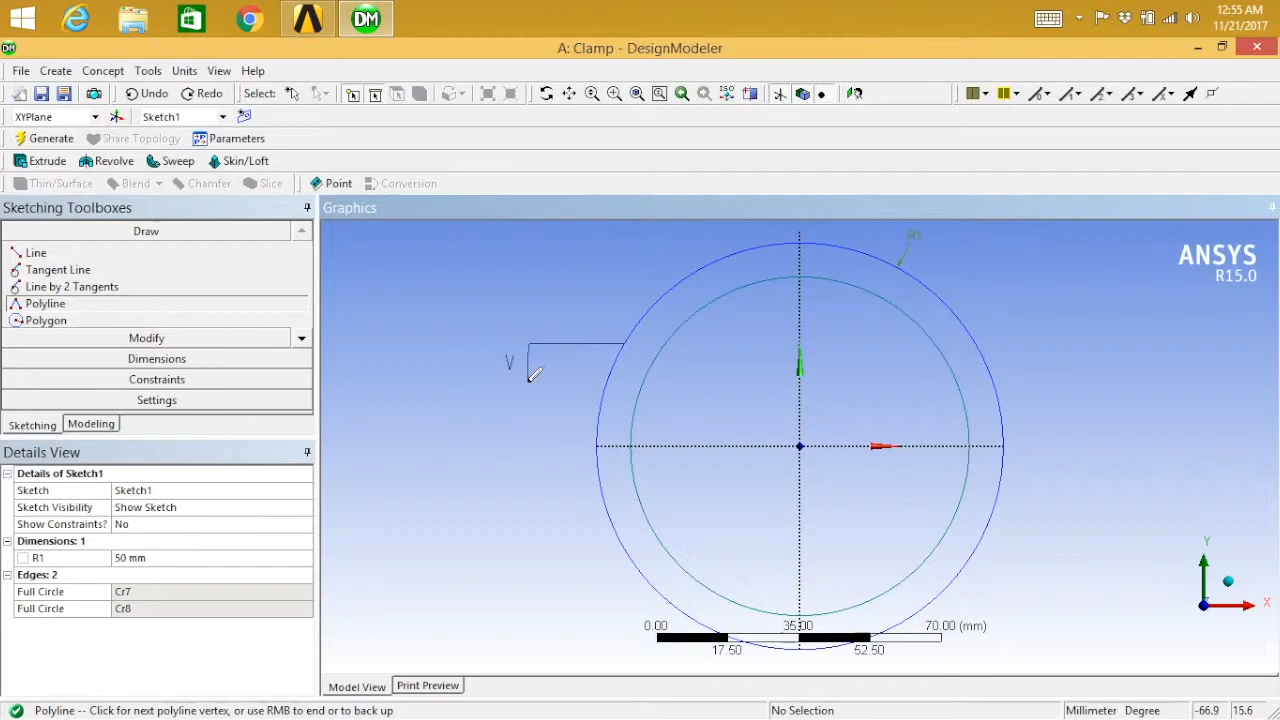 12:55 AM
11/21/2017
DM
DM
A: Clamp - DesignModeler
File Create Concept Tools Units View Help
Undo Redo Select:
ISO
XYPlane Sketch1
Generate Share Topology Parameters
Extrude Revolve Sweep Skin/Loft
Thin/Surface Blend Chamfer Slice Point Conversion
Sketching Toolboxes
Draw
Line
Tangent Line
Line by 2 Tangents
Polyline
Polygon
Modify
Dimensions
Constraints
Settings
Sketching Modeling
Details View
Details of Sketch1
Sketch Sketch1
Sketch Visibility Show Sketch
Show Constraints? No
Dimensions: 1
R1 50 mm
Edges: 2
Full Circle Cr7
Full Circle Cr8
Graphics
R1
ANSYS
R15.0
V
Y
X
0.00 35.00 70.00 (mm)
17.50 52.50
Model View Print Preview
Polyline -- Click for next polyline vertex, or use RMB to end or to back up No Selection Millimeter Degree -66.9 15.6